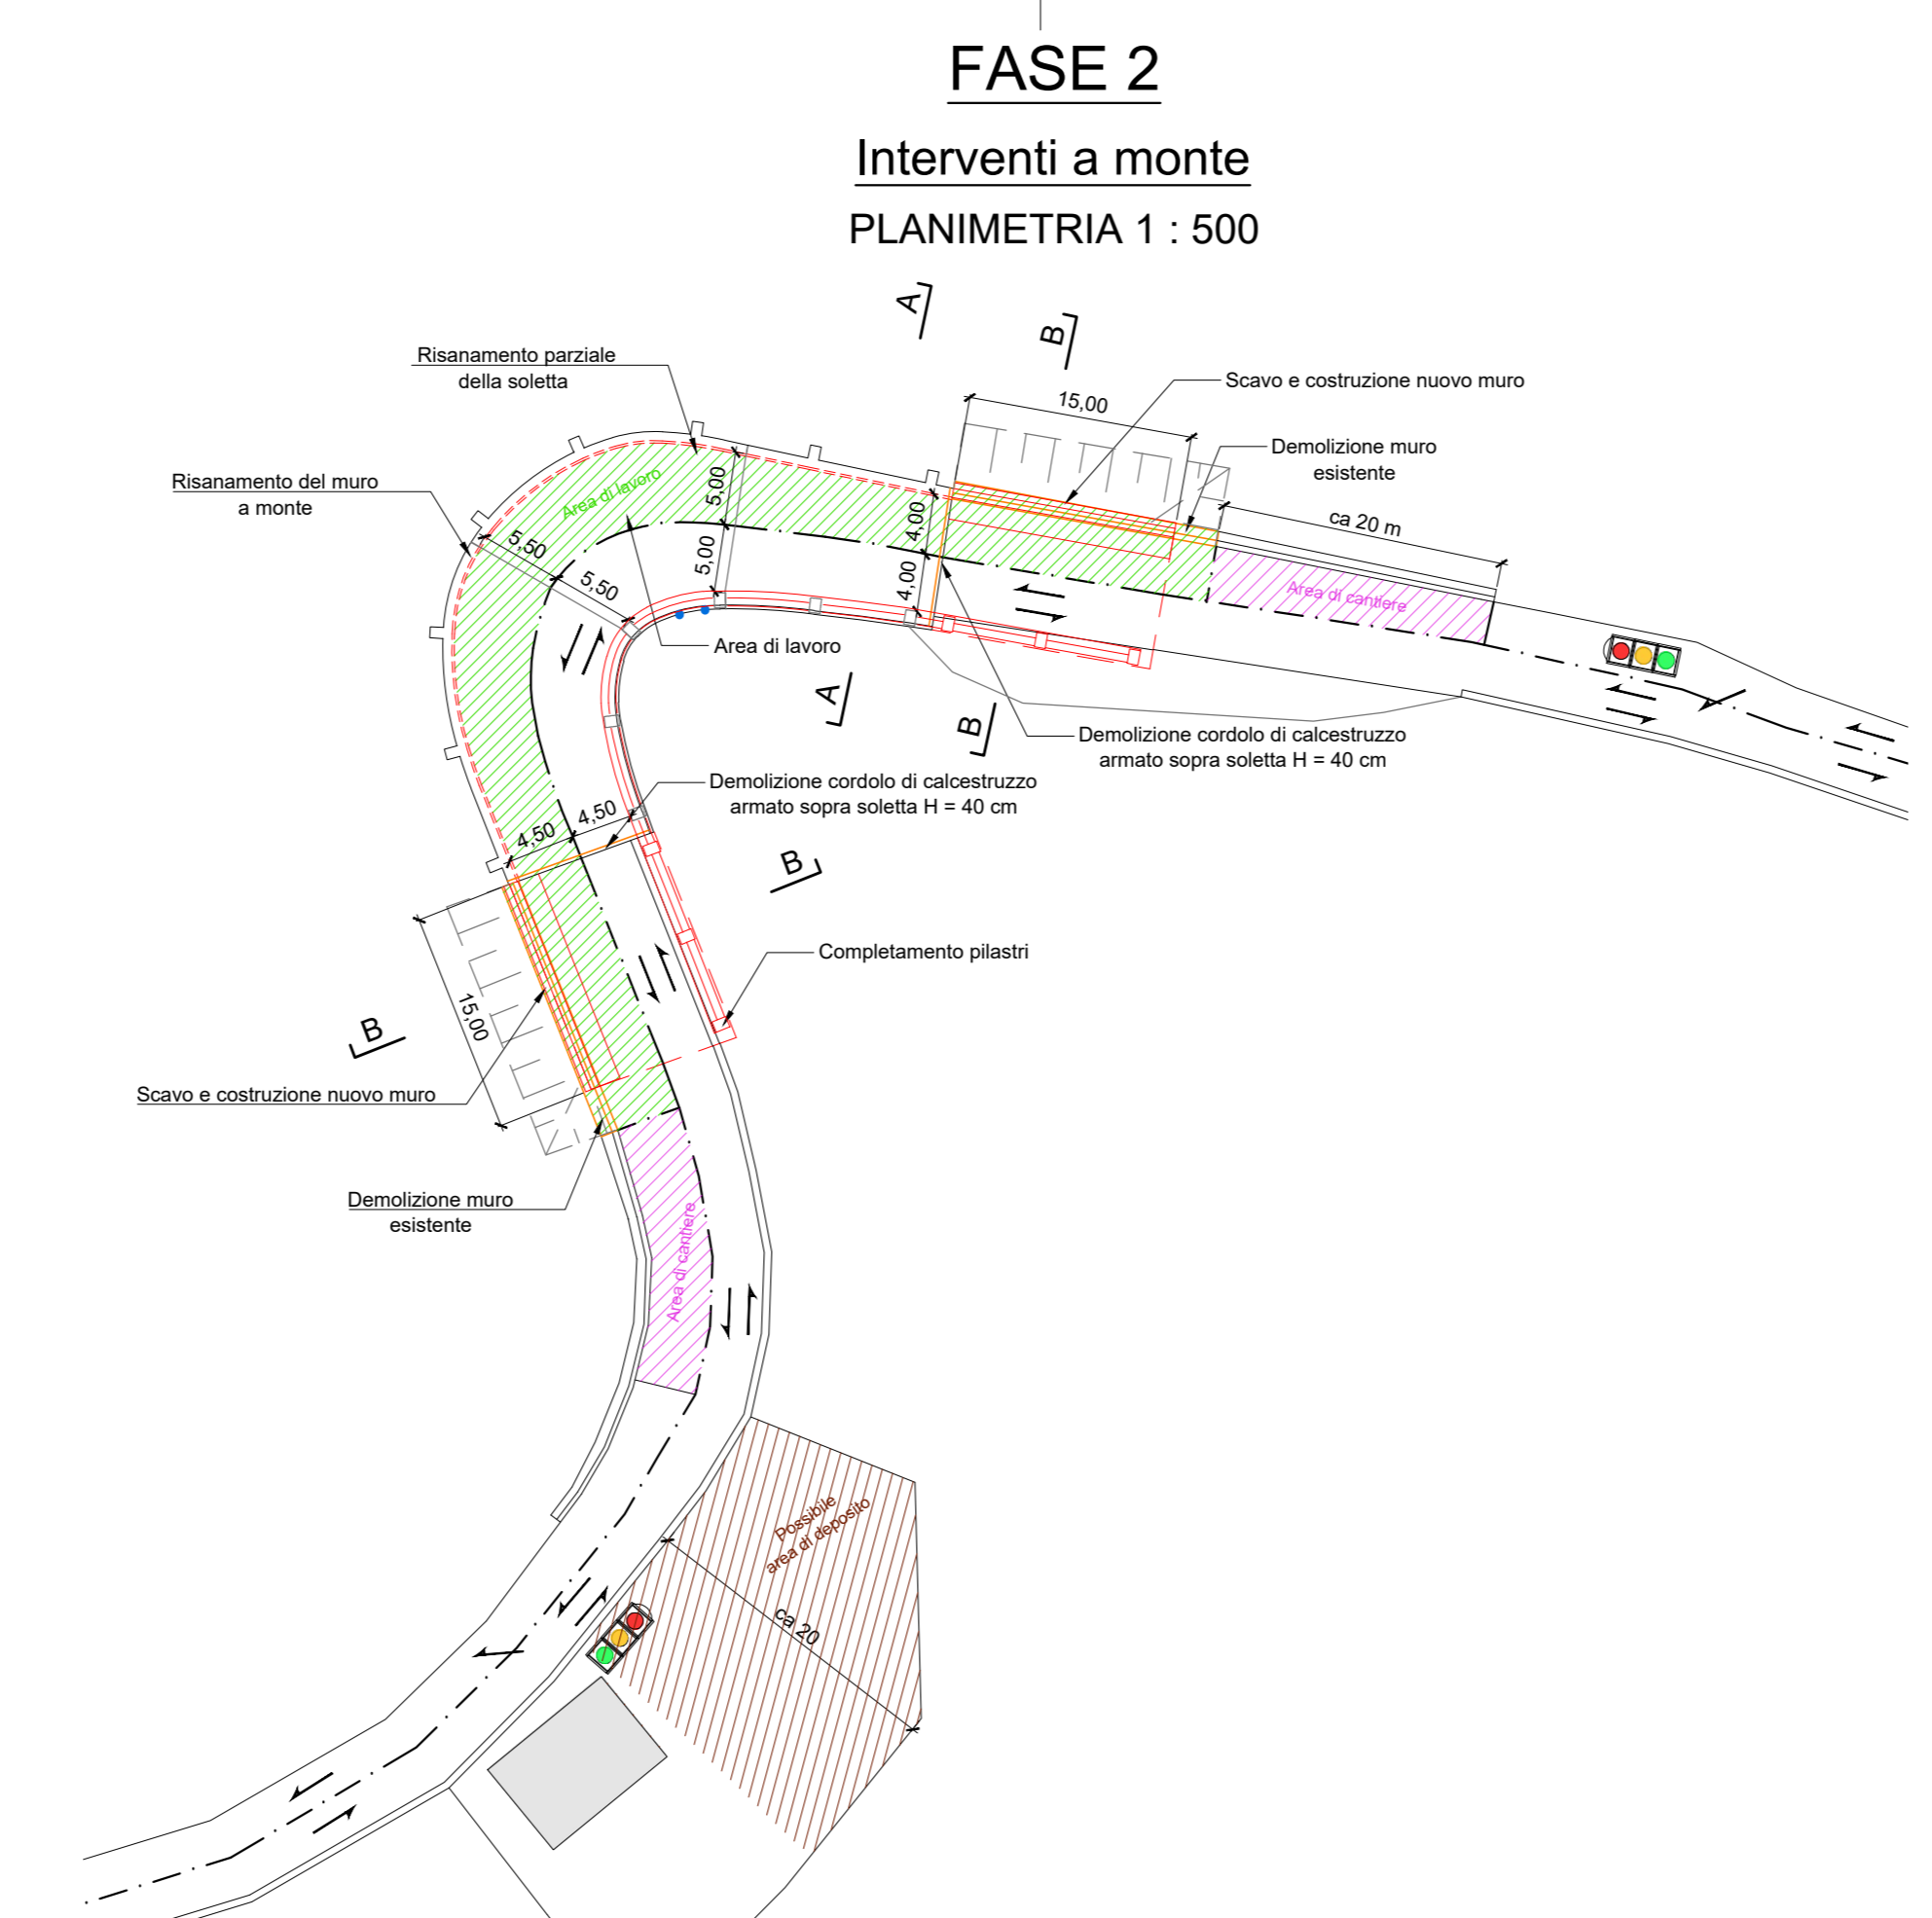 FASE 2
Interventi a monte
PLANIMETRIA 1 : 500
A
B
Risanamento parziale
della soletta
Scavo e costruzione nuovo muro
15,00
Demolizione muro
esistente
Risanamento del muro
a monte
Area di lavoro
5,00
4,00
ca 20 m
5,50
5,00
5,50
4,00
Area di cantiere
Area di lavoro
A
B
Demolizione cordolo di calcestruzzo
armato sopra soletta H = 40 cm
Demolizione cordolo di calcestruzzo
armato sopra soletta H = 40 cm
4,50
4,50
B
Completamento pilastri
15,00
B
Scavo e costruzione nuovo muro
Demolizione muro
esistente
Area di cantiere
Possibile
area di deposito
ca 20